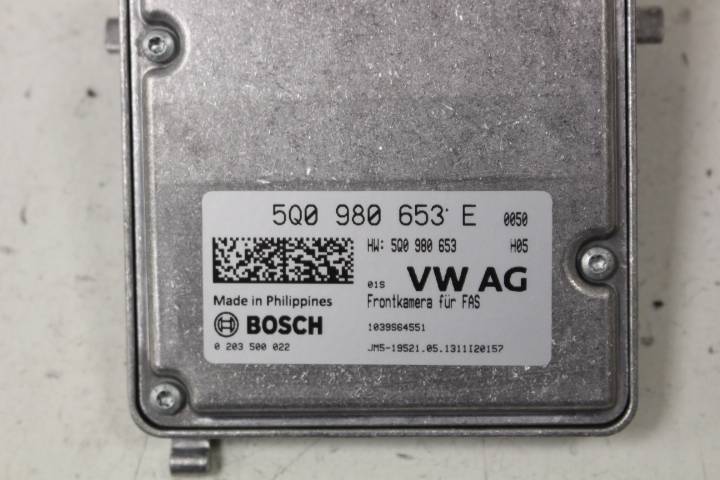 5Q0 980 653 E 0050
HW: 5Q0 980 653 H05
01S VW AG
Made in Philippines
Frontkamera für FAS
BOSCH
1039S64551
0 203 500 022
JM5-19521.05.1311I20157